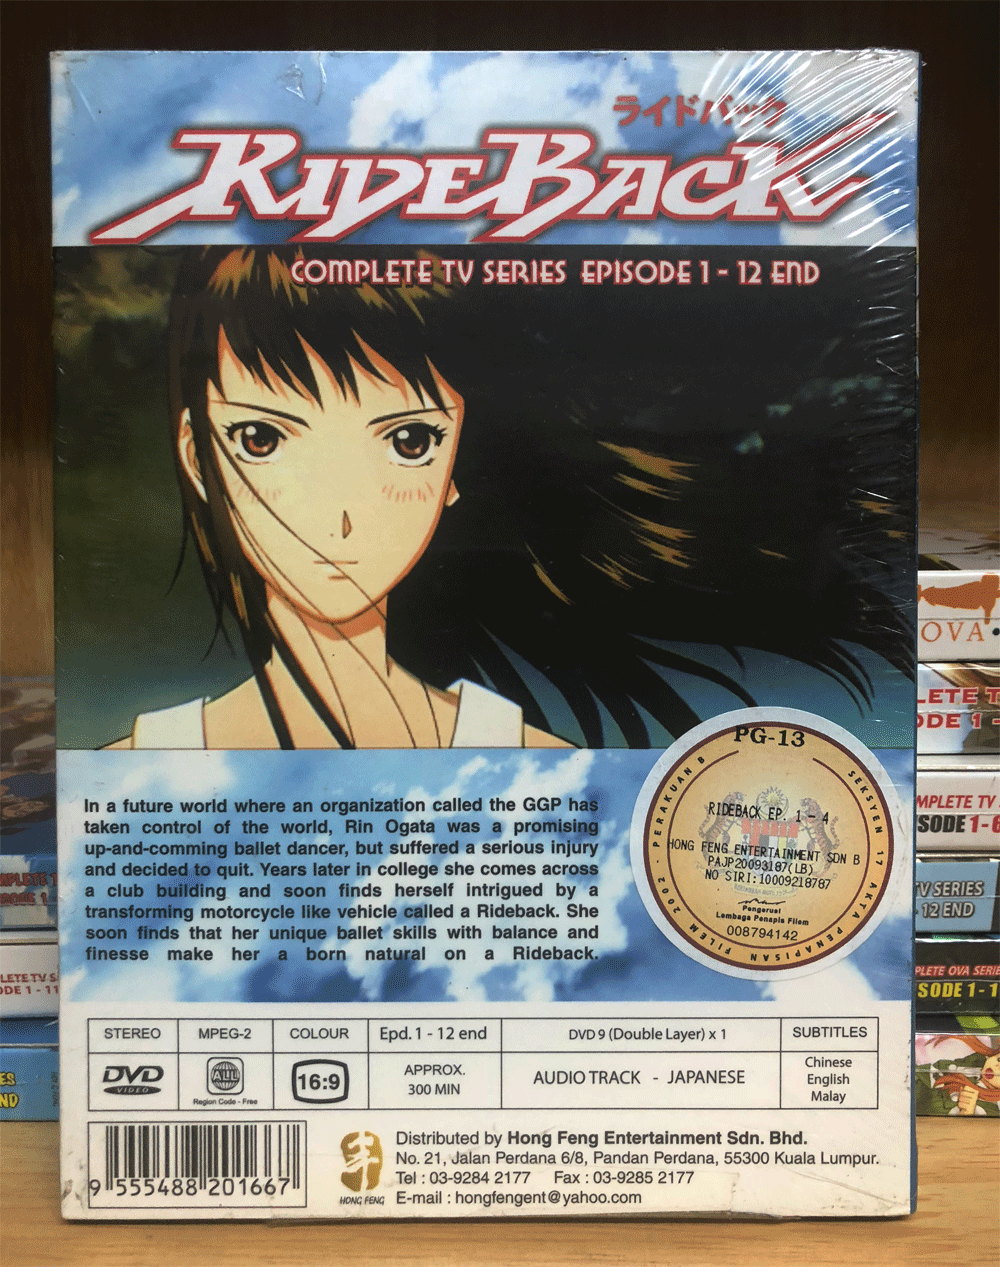 ライドバック
RIDEBACK
COMPLETE TV SERIES EPISODE 1 - 12 END
In a future world where an organization called the GGP has
taken control of the world, Rin Ogata was a promising
up-and-comming ballet dancer, but suffered a serious injury
and decided to quit. Years later in college she comes across
a club building and soon finds herself intrigued by a
transforming motorcycle like vehicle called a Rideback. She
soon finds that her unique ballet skills with balance and
finesse make her a born natural on a Rideback.
PG-13
PERAKUAN B
SEKSYEN 17, AKTA PENAPISAN FILEM 2002
RIDEBACK EP. 1 - 4
HONG FENG ENTERTAINMENT SDN B
PAJP20093187(LB)
NO SIRI:10009218787
Pengerusi
Lembaga Penapis Filem
008794142
STEREO
MPEG-2
COLOUR
Epd. 1 - 12 end
DVD 9 (Double Layer) x 1
SUBTITLES
DVD
VIDEO
ALL
Region Code - Free
16:9
APPROX.
300 MIN
AUDIO TRACK - JAPANESE
Chinese
English
Malay
9 555488 201667
HONG FENG
Distributed by Hong Feng Entertainment Sdn. Bhd.
No. 21, Jalan Perdana 6/8, Pandan Perdana, 55300 Kuala Lumpur.
Tel : 03-9284 2177 Fax : 03-9285 2177
E-mail : hongfengent@yahoo.com
OVA
LETE T
ODE 1 -
MPLETE TV
SODE 1-6
TV SERIES
- 12 END
PLETE OVA SERIE
SODE 1 - 1
LETE TV S
DE 1 - 11
ES
ND